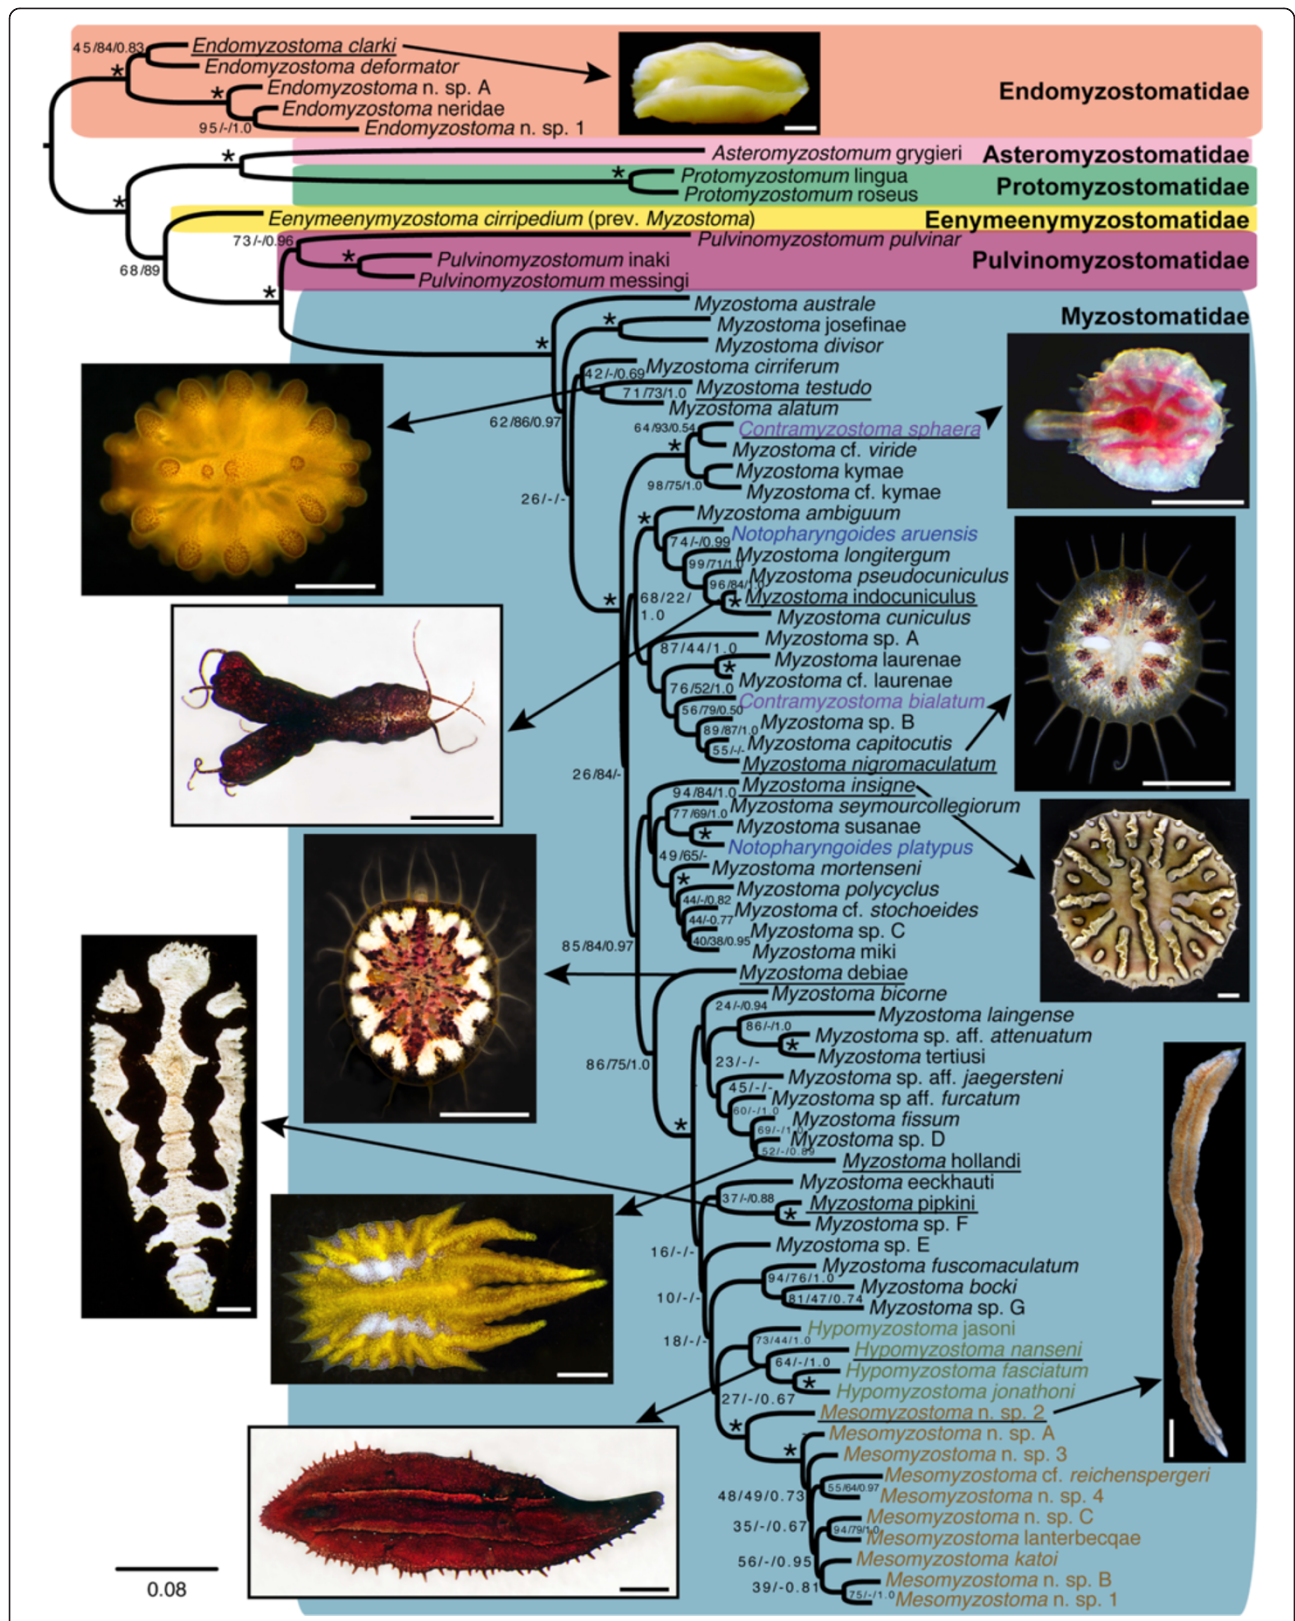 45/84/0.83
Endomyzostoma clarki
Endomyzostoma deformator
*
*
Endomyzostoma n. sp. A
Endomyzostomatidae
Endomyzostoma neridae
95/-/1.0
Endomyzostoma n. sp. 1
*
Asteromyzostomum grygieri
Asteromyzostomatidae
*
Protomyzostomum lingua
Protomyzostomatidae
Protomyzostomum roseus
*
Eenymeenymyzostoma cirripedium (prev. Myzostoma)
Eenymeenymyzostomatidae
73/-/0.96
Pulvinomyzostomum pulvinar
68/89
*
Pulvinomyzostomum inaki
Pulvinomyzostomatidae
Pulvinomyzostomum messingi
*
Myzostoma australe
Myzostomatidae
*
Myzostoma josefinae
*
Myzostoma divisor
Myzostoma cirriferum
42/-/0.69
Myzostoma testudo
71/73/1.0
Myzostoma alatum
62/86/0.97
64/93/0.54
Contramyzostoma sphaera
*
Myzostoma cf. viride
Myzostoma kymae
98/75/1.0
Myzostoma cf. kymae
26/-/-
Myzostoma ambiguum
*
Notopharyngoides aruensis
74/-/0.99
Myzostoma longitergum
99/71/1.0
Myzostoma pseudocuniculus
96/84/1.0
Myzostoma indocuniculus
*
*
68/22/
1.0
Myzostoma cuniculus
Myzostoma sp. A
87/44/1.0
Myzostoma laurenae
*
Myzostoma cf. laurenae
76/52/1.0
Contramyzostoma bialatum
56/79/0.50
Myzostoma sp. B
89/87/1.0
Myzostoma capitocutis
55/-/-
Myzostoma nigromaculatum
26/84/-
Myzostoma insigne
94/84/1.0
Myzostoma seymourcollegiorum
77/69/1.0
Myzostoma susanae
*
Notopharyngoides platypus
49/65/-
Myzostoma mortenseni
*
Myzostoma polycyclus
44/-/0.82
Myzostoma cf. stochoeides
44/-0.77
Myzostoma sp. C
40/38/0.95
Myzostoma miki
85/84/0.97
Myzostoma debiae
Myzostoma bicorne
24/-/0.94
Myzostoma laingense
86/-/1.0
Myzostoma sp. aff. attenuatum
*
Myzostoma tertiusi
86/75/1.0
23/-/-
Myzostoma sp. aff. jaegersteni
45/-/-
Myzostoma sp aff. furcatum
60/-/1.0
Myzostoma fissum
69/-/1.0
*
Myzostoma sp. D
52/-/0.89
Myzostoma hollandi
Myzostoma eeckhauti
37/-/0.88
Myzostoma pipkini
*
Myzostoma sp. F
16/-/-
Myzostoma sp. E
Myzostoma fuscomaculatum
94/76/1.0
Myzostoma bocki
10/-/-
81/47/0.74
Myzostoma sp. G
Hypomyzostoma jasoni
18/-/-
73/44/1.0
Hypomyzostoma nanseni
64/-/1.0
Hypomyzostoma fasciatum
*
Hypomyzostoma jonathoni
27/-/0.67
Mesomyzostoma n. sp. 2
*
Mesomyzostoma n. sp. A
*
Mesomyzostoma n. sp. 3
Mesomyzostoma cf. reichenspergeri
55/64/0.97
48/49/0.73
Mesomyzostoma n. sp. 4
Mesomyzostoma n. sp. C
35/-/0.67
94/79/1.0
Mesomyzostoma lanterbecqae
56/-/0.95
Mesomyzostoma katoi
Mesomyzostoma n. sp. B
39/-0.81
75/-/1.0
Mesomyzostoma n. sp. 1
0.08